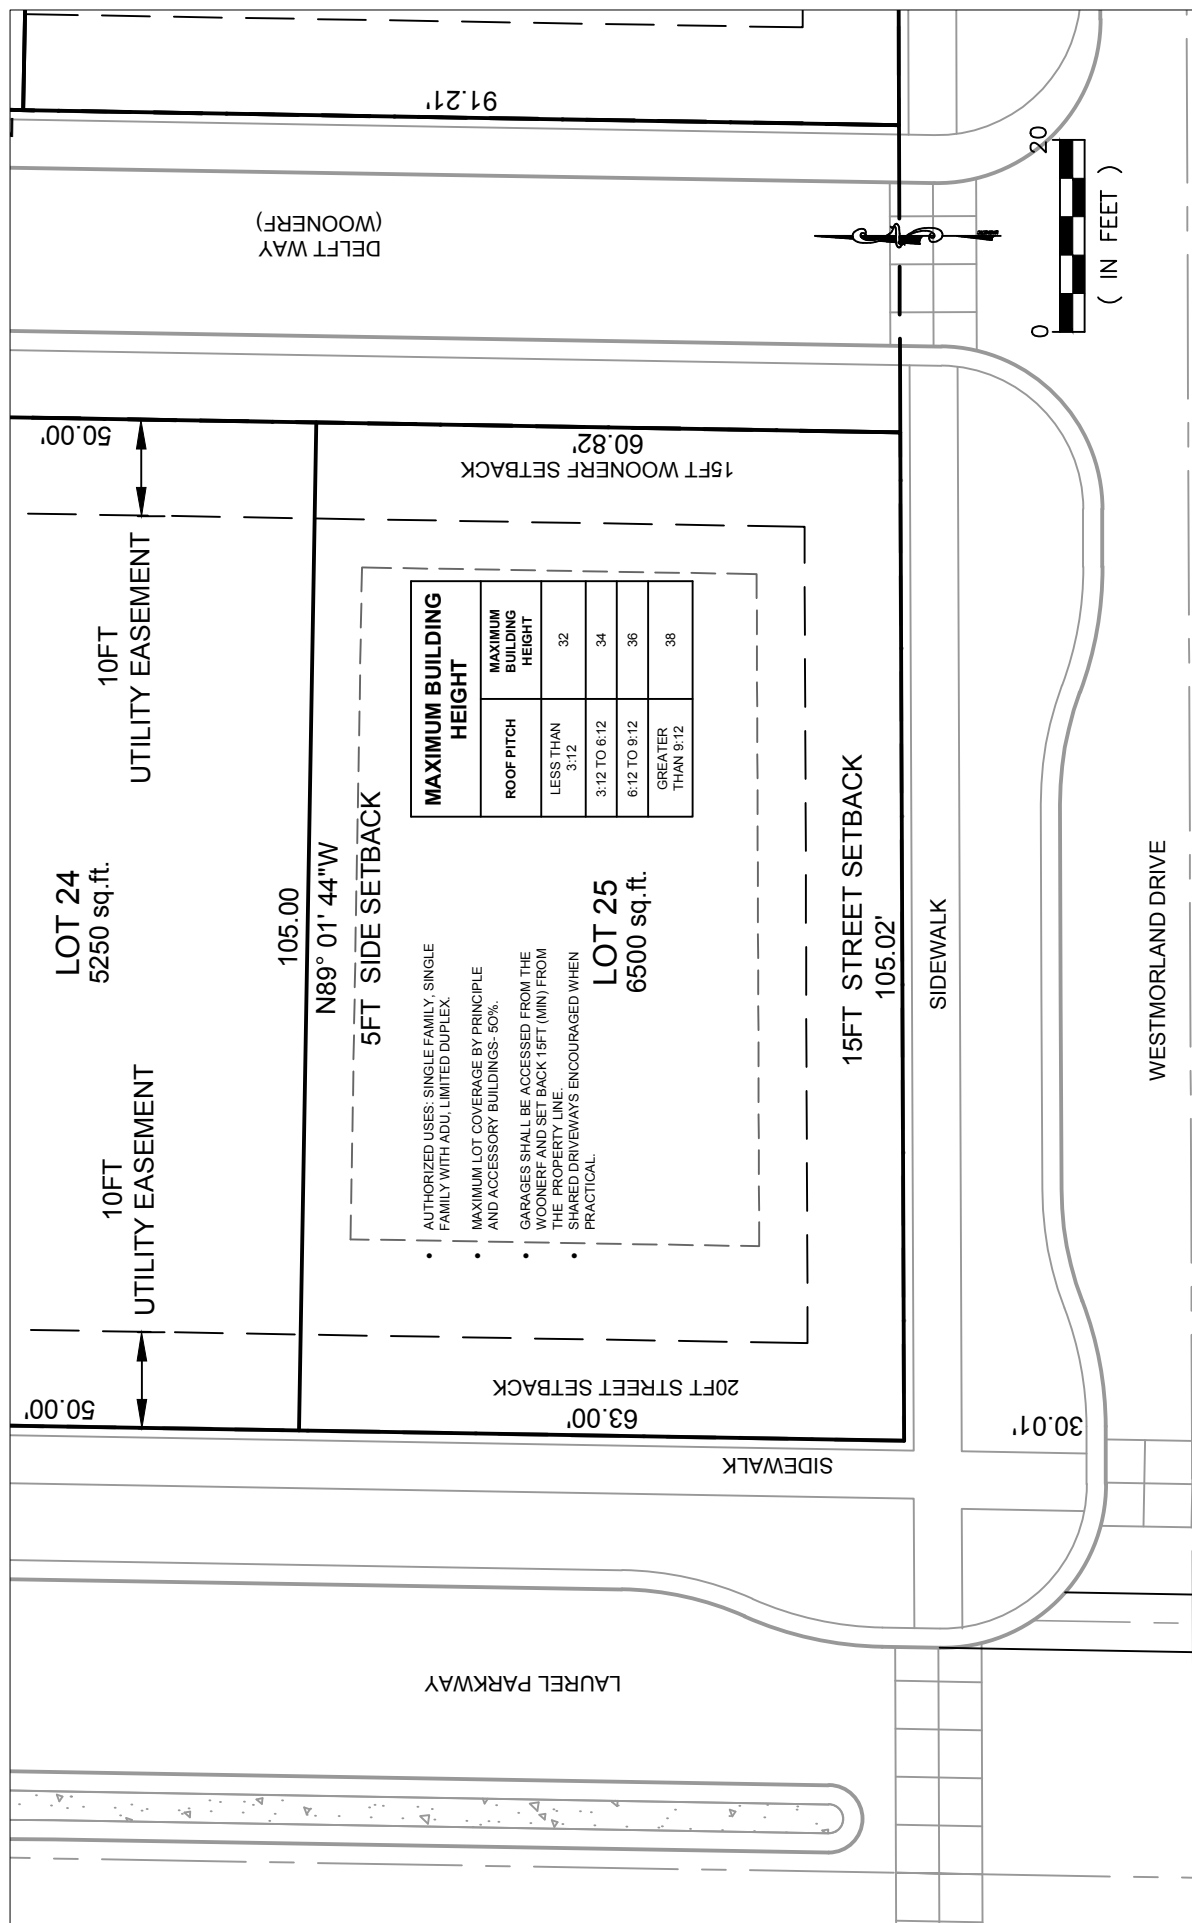 LOT 24
5250 sq.ft.
10FT
UTILITY EASEMENT
10FT
UTILITY EASEMENT
50.00'
50.00'
105.00
N89° 01' 44"W
5FT SIDE SETBACK
AUTHORIZED USES: SINGLE FAMILY, SINGLE
FAMILY WITH ADU, LIMITED DUPLEX.
MAXIMUM LOT COVERAGE BY PRINCIPLE
AND ACCESSORY BUILDINGS- 50%.
GARAGES SHALL BE ACCESSED FROM THE
WOONERF AND SET BACK 15FT (MIN) FROM
THE PROPERTY LINE.
SHARED DRIVEWAYS ENCOURAGED WHEN
PRACTICAL.
MAXIMUM BUILDING
HEIGHT
ROOF PITCH
MAXIMUM
BUILDING
HEIGHT
LESS THAN
3:12
32
3:12 TO 6:12
34
6:12 TO 9:12
36
GREATER
THAN 9:12
38
LOT 25
6500 sq.ft.
15FT STREET SETBACK
105.02'
20FT STREET SETBACK
63.00'
15FT WOONERF SETBACK
60.82'
SIDEWALK
SIDEWALK
30.01'
LAUREL PARKWAY
WESTMORLAND DRIVE
DELFT WAY
(WOONERF)
91.21'
0
20
( IN FEET )